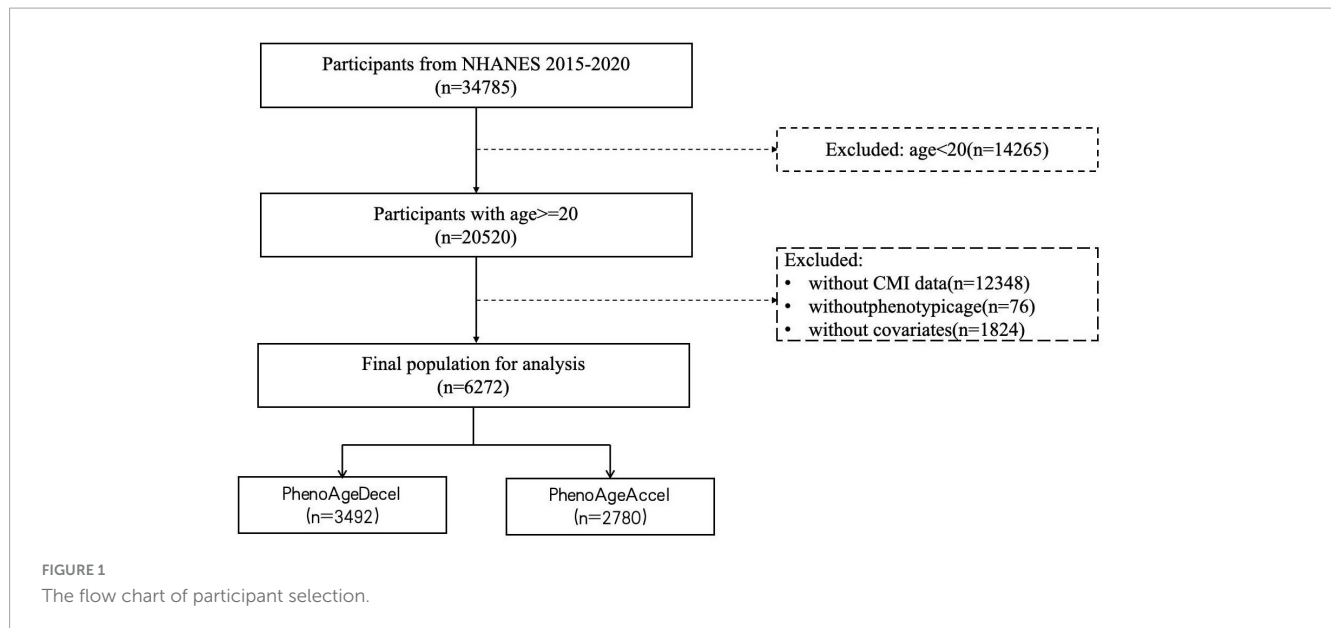 Participants from NHANES 2015-2020
(n=34785)
Excluded: age<20(n=14265)
Participants with age>=20
(n=20520)
Excluded:
• without CMI data(n=12348)
• withoutphenotypicage(n=76)
• without covariates(n=1824)
Final population for analysis
(n=6272)
PhenoAgeDecel
(n=3492)
PhenoAgeAccel
(n=2780)
FIGURE 1
The flow chart of participant selection.